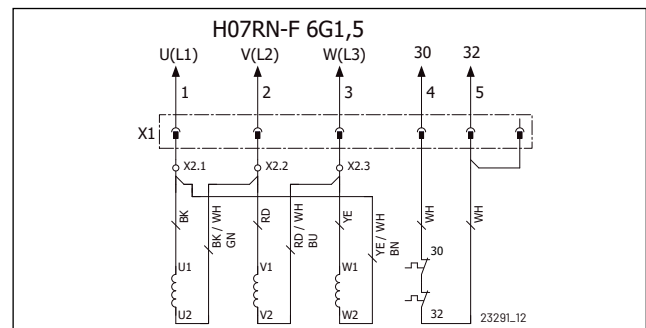 H07RN-F 6G1,5
U(L1) V(L2) W(L3) 30 32
1 2 3 4 5
X1
X2.1 X2.2 X2.3
BK
BK / WH
GN
RD
RD / WH
BU
YE
YE / WH
BN
WH
WH
U1 V1 W1 30
U2 V2 W2 32
23291_12